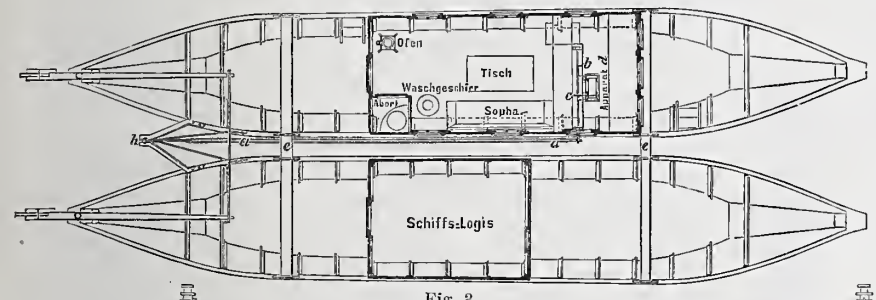 Ofen
Tisch
b
c
Apparat d
Waschgeschirr
Abort
Sopha
h
a
e
a
e
Schiffs-Logis
Fig. 2